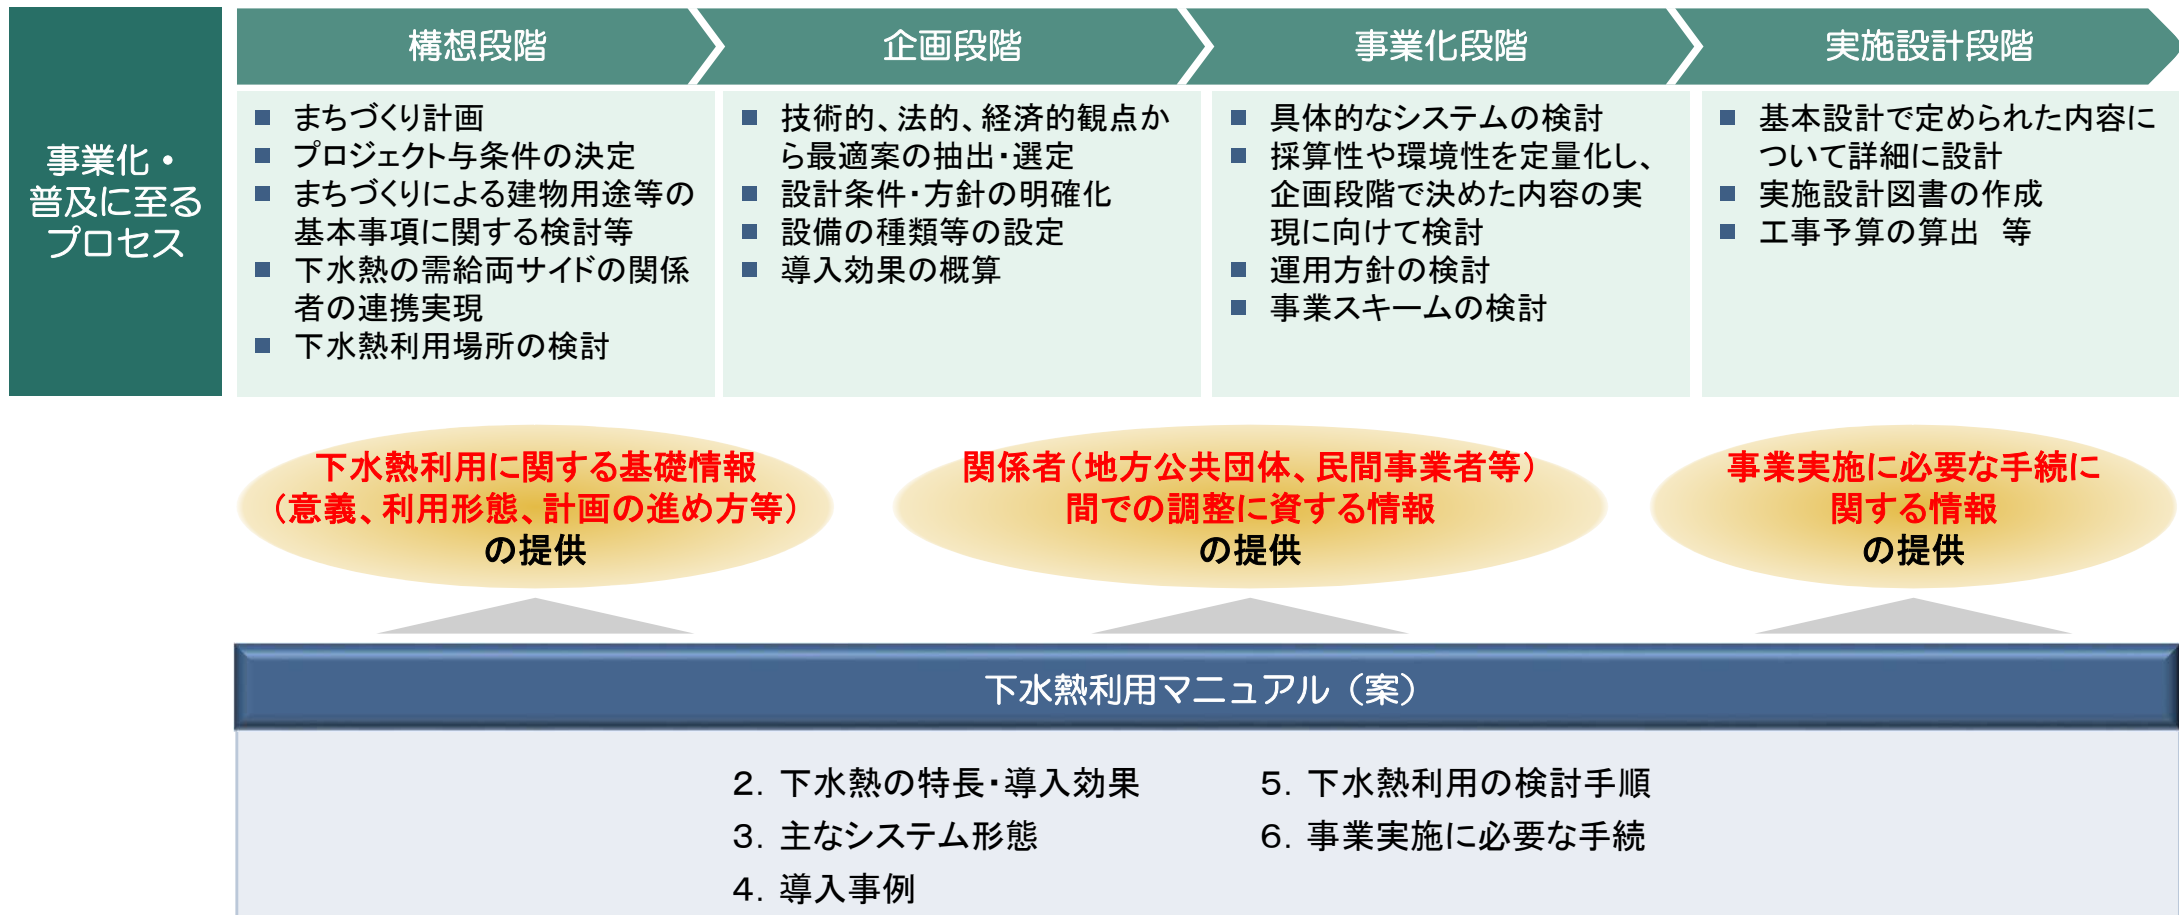 事業化・
普及に至る
プロセス
構想段階
企画段階
事業化段階
実施設計段階
■ まちづくり計画
■ プロジェクト与条件の決定
■ まちづくりによる建物用途等の
基本事項に関する検討等
■ 下水熱の需給両サイドの関係
者の連携実現
■ 下水熱利用場所の検討
■ 技術的、法的、経済的観点か
ら最適案の抽出・選定
■ 設計条件・方針の明確化
■ 設備の種類等の設定
■ 導入効果の概算
■ 具体的なシステムの検討
■ 採算性や環境性を定量化し、
企画段階で決めた内容の実
現に向けて検討
■ 運用方針の検討
■ 事業スキームの検討
■ 基本設計で定められた内容に
ついて詳細に設計
■ 実施設計図書の作成
■ 工事予算の算出　等
下水熱利用に関する基礎情報
（意義、利用形態、計画の進め方等）
の提供
関係者（地方公共団体、民間事業者等）
間での調整に資する情報
の提供
事業実施に必要な手続に
関する情報
の提供
下水熱利用マニュアル（案）
２．下水熱の特長・導入効果
３．主なシステム形態
４．導入事例
５．下水熱利用の検討手順
６．事業実施に必要な手続